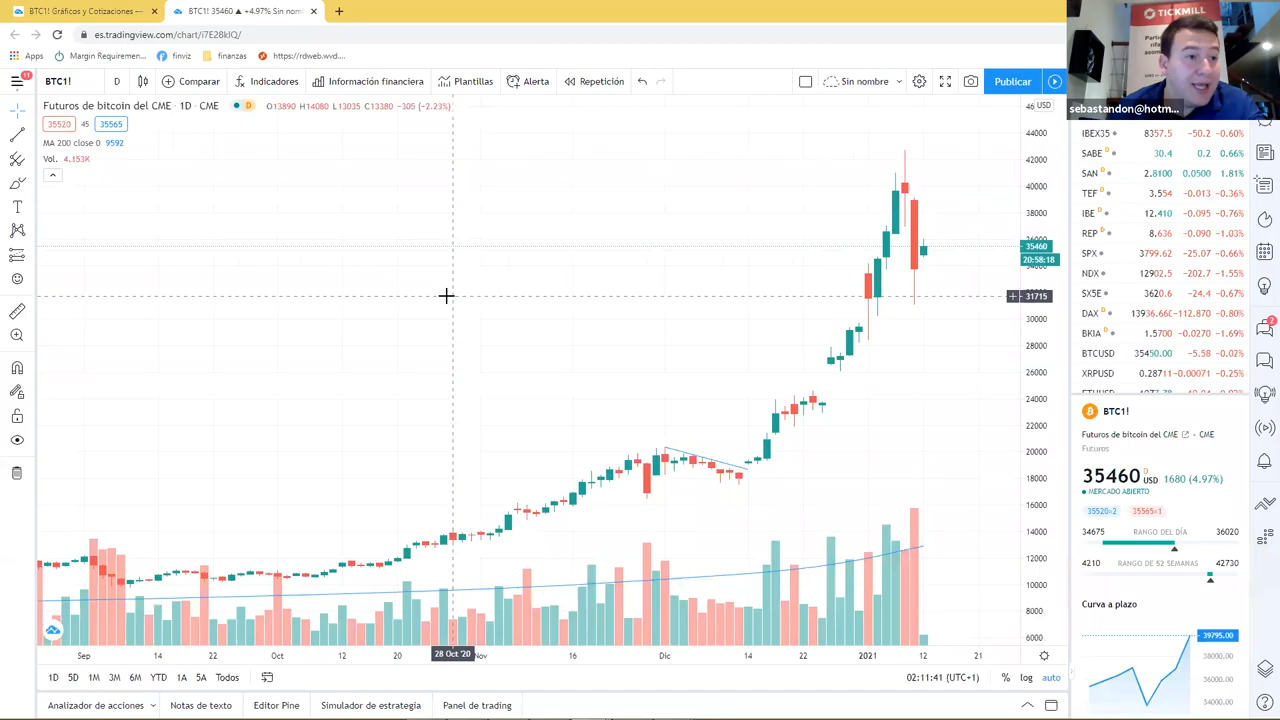 BTC1! Gráficos y Cotizaciones —
BTC1! 35460 ▲ +4.97% Sin nom
es.tradingview.com/chart/i7E28kIQ/
Apps
Margin Requiremen...
finviz
finanzas
https://rdweb.wvd....
11
BTC1!
D
Comparar
Indicadores
Información financiera
Plantillas
Alerta
Repetición
Sin nombre
Publicar
TICKMILL
sebastandon@hotm...
Futuros de bitcoin del CME · 1D · CME
D
O13890 H14080 L13035 C13380 −305 (−2.23%)
35520 45 35565
MA 200 close 0 9592
Vol. 4.153K
USD
44000
42000
40000
38000
35460
20:58:18
31715
30000
28000
26000
24000
22000
20000
18000
16000
14000
12000
10000
8000
6000
Sep
14
22
Oct
12
20
28 Oct '20
Nov
16
Dic
14
22
2021
12
21
1D 5D 1M 3M 6M YTD 1A 5A Todos
02:11:41 (UTC+1)
% log auto
Analizador de acciones
Notas de texto
Editor Pine
Simulador de estrategia
Panel de trading
IBEX35 8357.5 −50.2 −0.60%
SABE D 30.4 0.2 0.66%
SAN 2.8100 0.0500 1.81%
TEF 3.554 −0.013 −0.36%
IBE 12.410 −0.095 −0.76%
REP 8.636 −0.090 −1.03%
SPX 3799.62 −25.07 −0.66%
NDX 12902.5 −202.7 −1.55%
SX5E 3620.6 −24.4 −0.67%
DAX D 13936.660 −112.870 −0.80%
BKIA D 1.5700 −0.0270 −1.69%
BTCUSD 35450.00 −5.58 −0.02%
XRPUSD 0.28711 −0.00071 −0.25%
2
BTC1!
Futuros de bitcoin del CME · CME
Futuros
35460 D USD 1680 (4.97%)
MERCADO ABIERTO
35520×2 35565×1
34675 RANGO DEL DÍA 36020
4210 RANGO DE 52 SEMANAS 42730
Curva a plazo
39795.00
38000.00
36000.00
34000.00